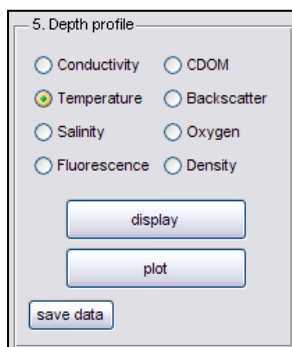 5. Depth profile
Conductivity CDOM
Temperature Backscatter
Salinity Oxygen
Fluorescence Density
display
plot
save data